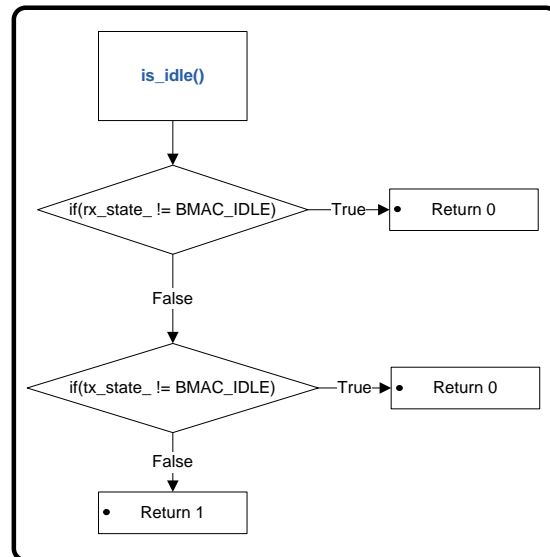 is_idle()
if(rx_state_ != BMAC_IDLE)
True
• Return 0
False
if(tx_state_ != BMAC_IDLE)
True
• Return 0
False
• Return 1